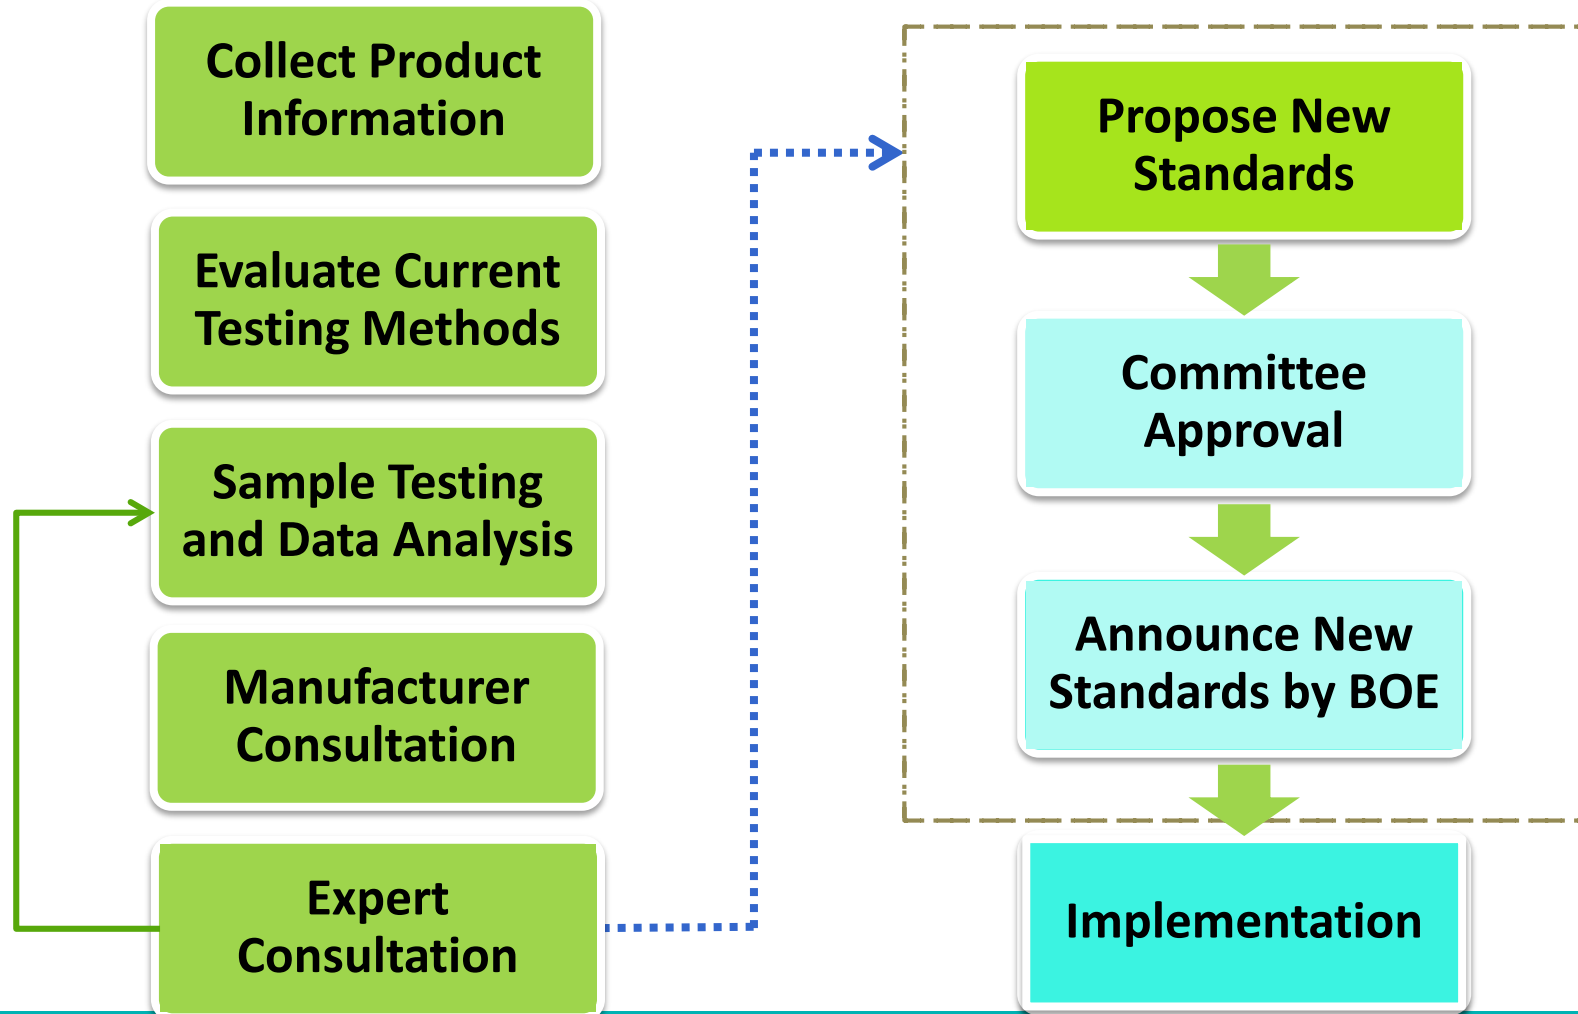 Collect Product
Information
Evaluate Current
Testing Methods
Sample Testing
and Data Analysis
Manufacturer
Consultation
Expert
Consultation
Propose New
Standards
Committee
Approval
Announce New
Standards by BOE
Implementation